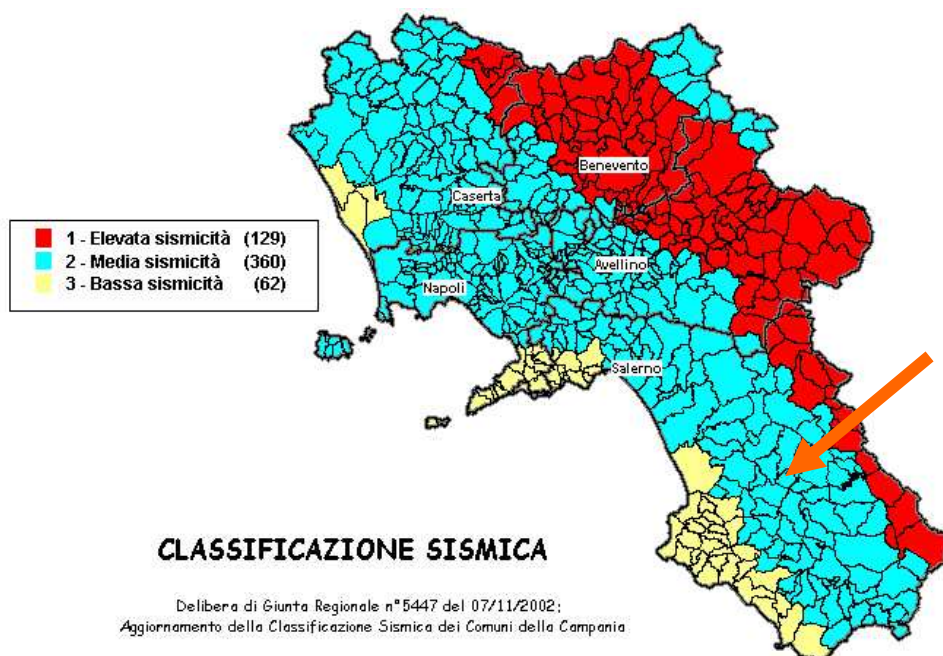 Benevento
Caserta
1 - Elevata sismicità (129)
2 - Media sismicità (360)
3 - Bassa sismicità (62)
Avellino
Napoli
Salerno
CLASSIFICAZIONE SISMICA
Delibera di Giunta Regionale n°5447 del 07/11/2002:
Aggiornamento della Classificazione Sismica dei Comuni della Campania